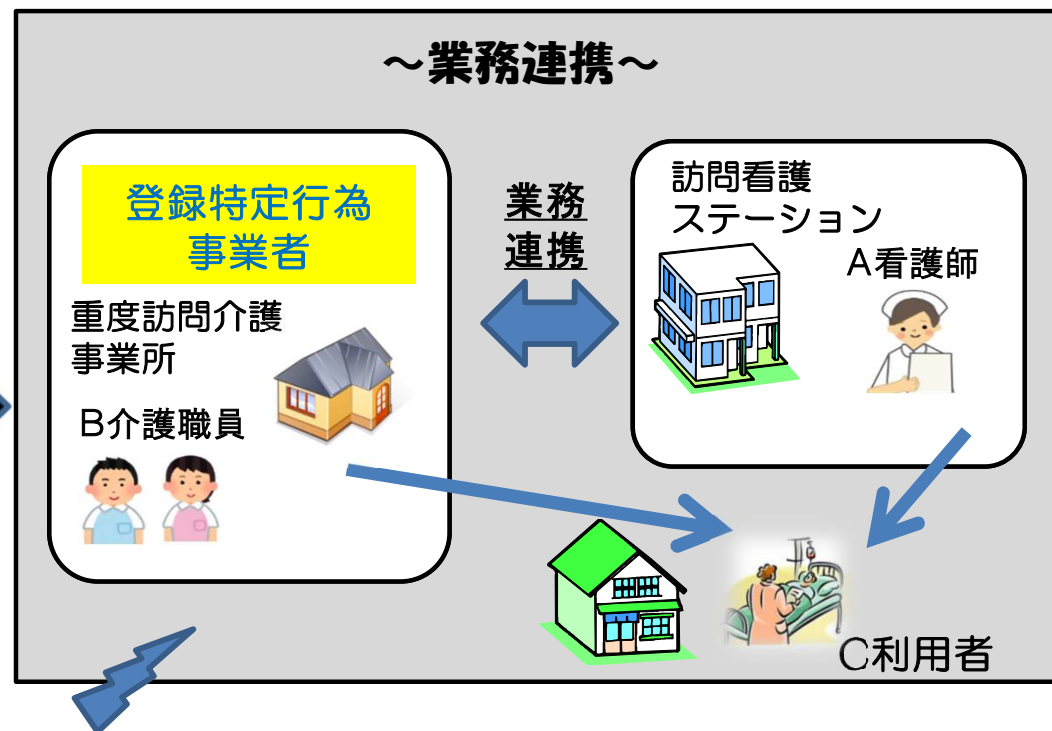 ～業務連携～
登録特定行為
事業者
重度訪問介護
事業所
B介護職員
業務
連携
訪問看護
ステーション
A看護師
C利用者